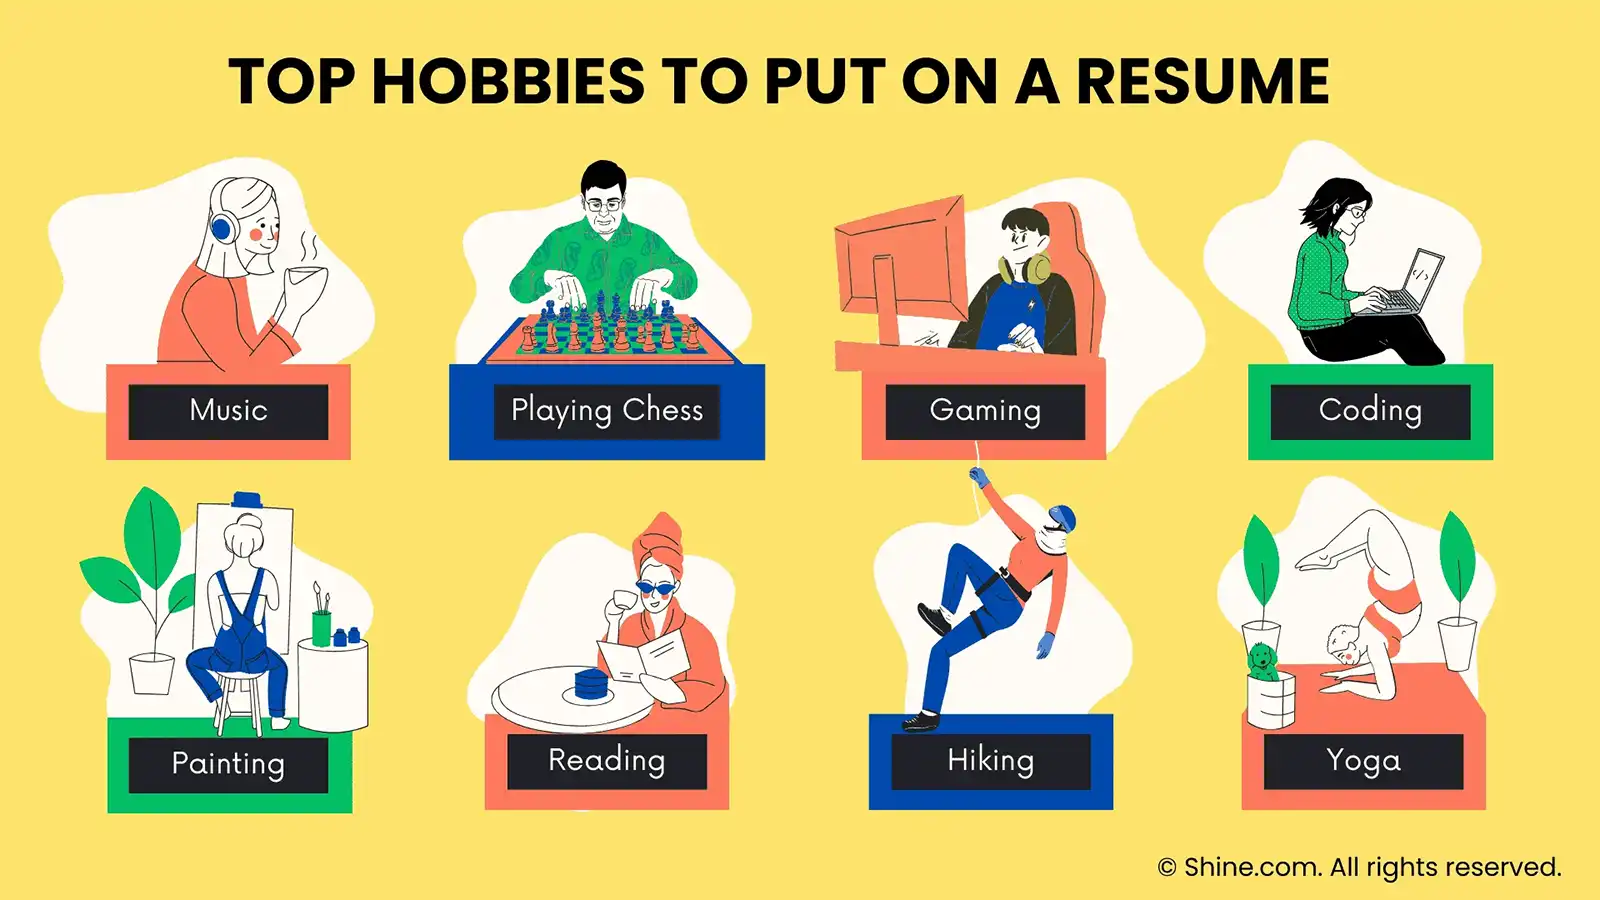 TOP HOBBIES TO PUT ON A RESUME
Music
Playing Chess
Gaming
Coding
Painting
Reading
Hiking
Yoga
© Shine.com. All rights reserved.